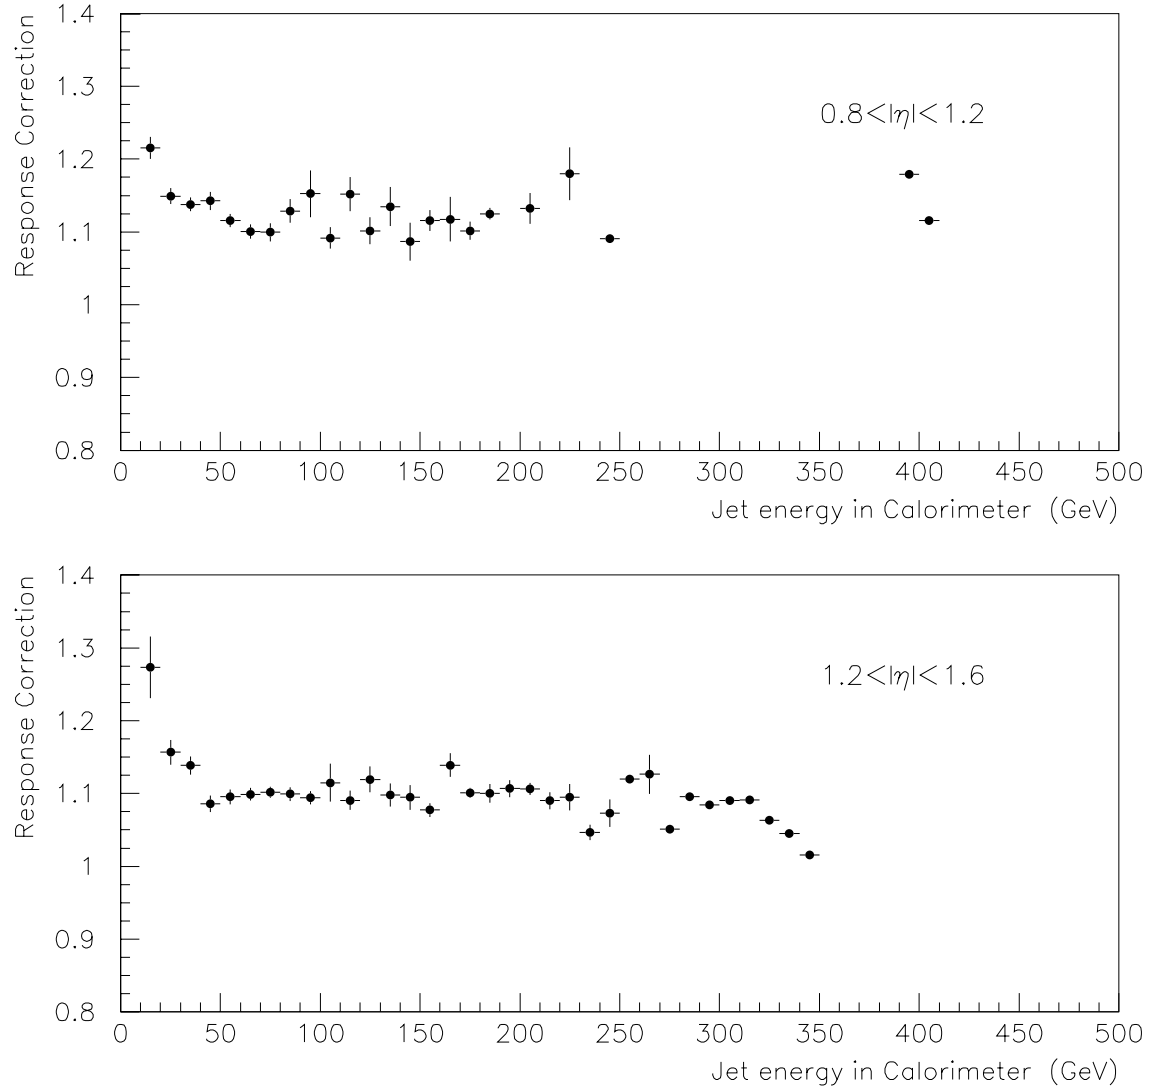 Response Correction
1.4
1.3
1.2
1.1
1
0.9
0.8
0.8<|η|<1.2
0 50 100 150 200 250 300 350 400 450 500
Jet energy in Calorimeter (GeV)
Response Correction
1.4
1.3
1.2
1.1
1
0.9
0.8
1.2<|η|<1.6
0 50 100 150 200 250 300 350 400 450 500
Jet energy in Calorimeter (GeV)